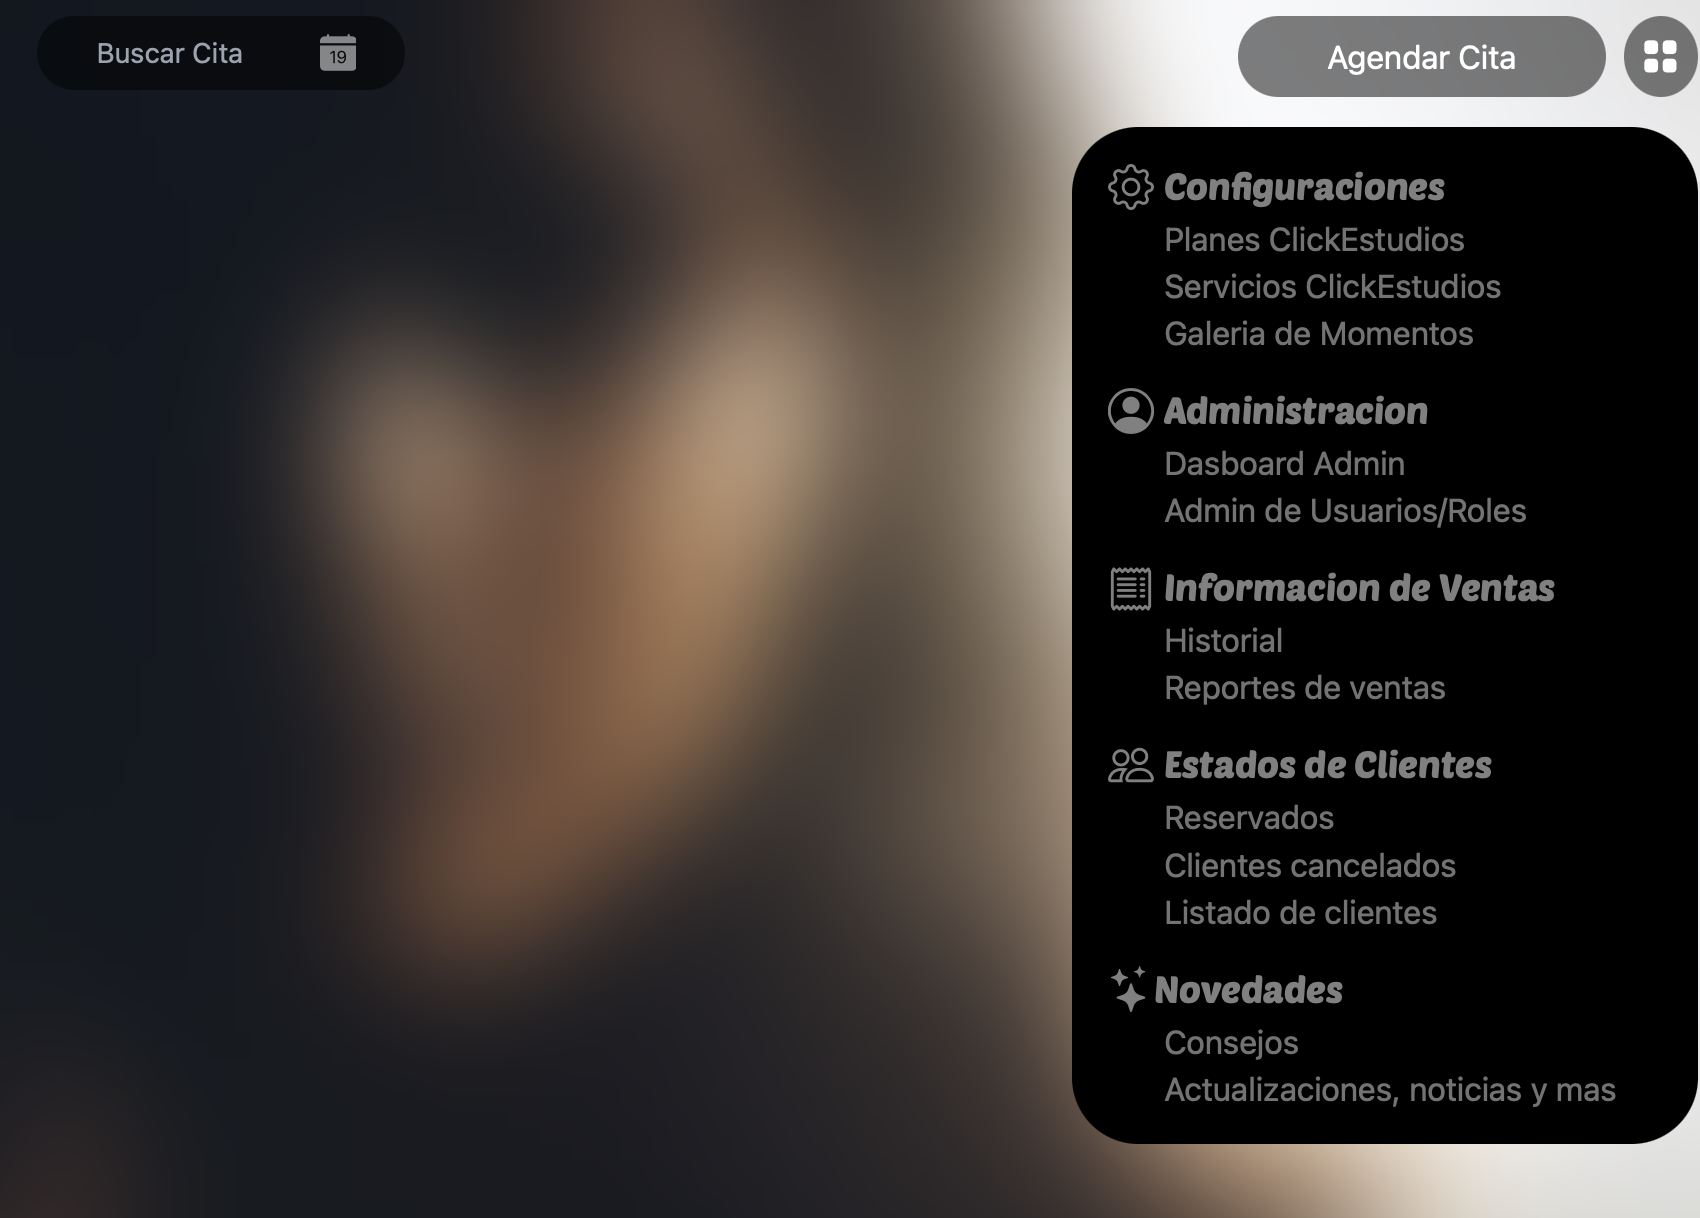 Buscar Cita
19
Agendar Cita
Configuraciones
Planes ClickEstudios
Servicios ClickEstudios
Galeria de Momentos
Administracion
Dasboard Admin
Admin de Usuarios/Roles
Informacion de Ventas
Historial
Reportes de ventas
Estados de Clientes
Reservados
Clientes cancelados
Listado de clientes
Novedades
Consejos
Actualizaciones, noticias y mas